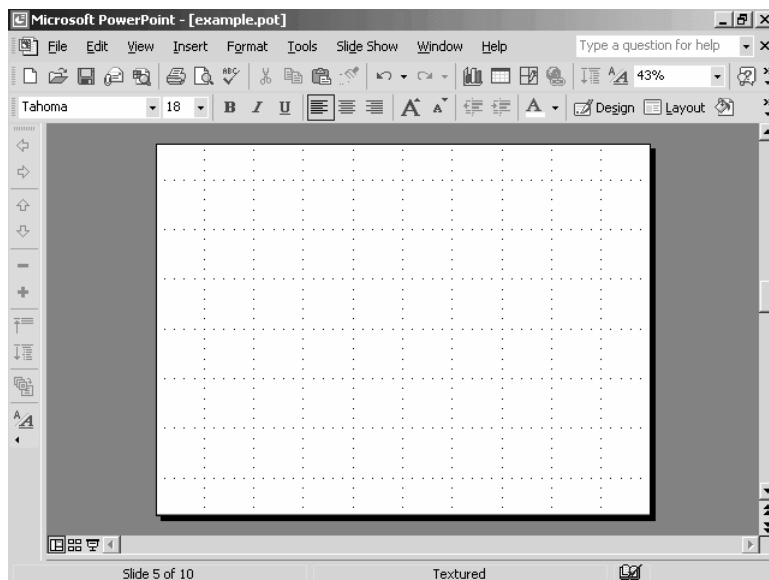 Microsoft PowerPoint - [example.pot]
File Edit View Insert Format Tools Slide Show Window Help Type a question for help
ABC A A 43%
Tahoma 18 B I U A A A Design Layout
A A
Slide 5 of 10 Textured